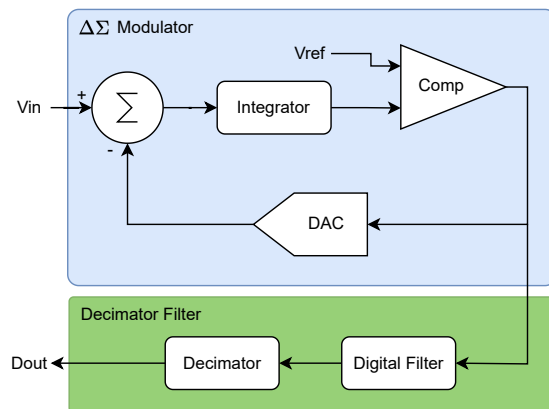 ΔΣ Modulator
Vref
Comp
+
Vin
Σ
-
Integrator
-
DAC
Decimator Filter
Dout
Decimator
Digital Filter